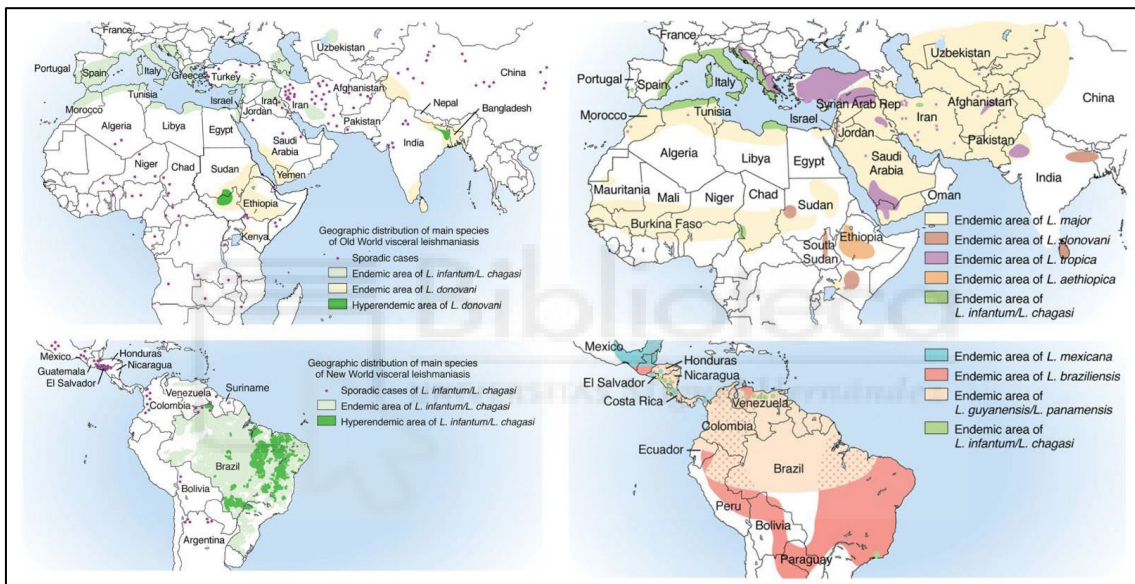 France
Uzbekistan
Portugal
Spain
Italy
Greece
Turkey
China
Tunisia
Afghanistan
Morocco
Israel
Iraq
Iran
Nepal
Jordan
Bangladesh
Algeria
Libya
Egypt
Pakistan
Saudi
Arabia
India
Niger
Chad
Sudan
Yemen
Ethiopia
Kenya
Geographic distribution of main species
of Old World visceral leishmaniasis
Sporadic cases
Endemic area of L. infantum/L. chagasi
Endemic area of L. donovani
Hyperendemic area of L. donovani
France
Uzbekistan
Portugal
Spain
Italy
China
Syrian Arab Rep
Afghanistan
Tunisia
Iran
Morocco
Israel
Jordan
Pakistan
Algeria
Libya
Egypt
Saudi
Arabia
India
Mauritania
Mali
Niger
Chad
Oman
Sudan
Burkina Faso
Ethiopia
South
Sudan
Endemic area of L. major
Endemic area of L. donovani
Endemic area of L. tropica
Endemic area of L. aethiopica
Endemic area of
L. infantum/L. chagasi
Mexico
Honduras
Guatemala
Nicaragua
El Salvador
Suriname
Venezuela
Colombia
Brazil
Bolivia
Argentina
Geographic distribution of main species
of New World visceral leishmaniasis
Sporadic cases of L. infantum/L. chagasi
Endemic area of L. infantum/L. chagasi
Hyperendemic area of L. infantum/L. chagasi
Mexico
Honduras
El Salvador
Nicaragua
Costa Rica
Venezuela
Colombia
Ecuador
Brazil
Peru
Bolivia
Paraguay
Endemic area of L. mexicana
Endemic area of L. braziliensis
Endemic area of
L. guyanensis/L. panamensis
Endemic area of
L. infantum/L. chagasi
Biblioteca